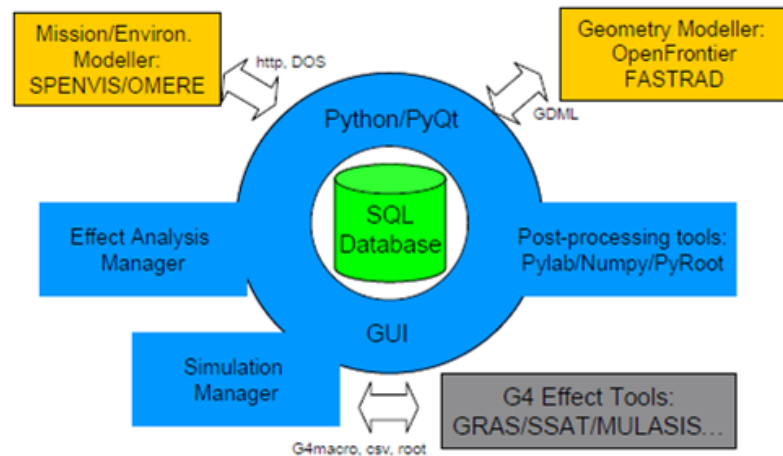 Mission/Environ.
Modeller:
SPENVIS/OMERE
http, DOS
Geometry Modeller:
OpenFrontier
FASTRAD
GDML
Python/PyQt
SQL
Database
Effect Analysis
Manager
Post-processing tools:
Pylab/Numpy/PyRoot
GUI
Simulation
Manager
G4 Effect Tools:
GRAS/SSAT/MULASIS...
G4macro, csv, root